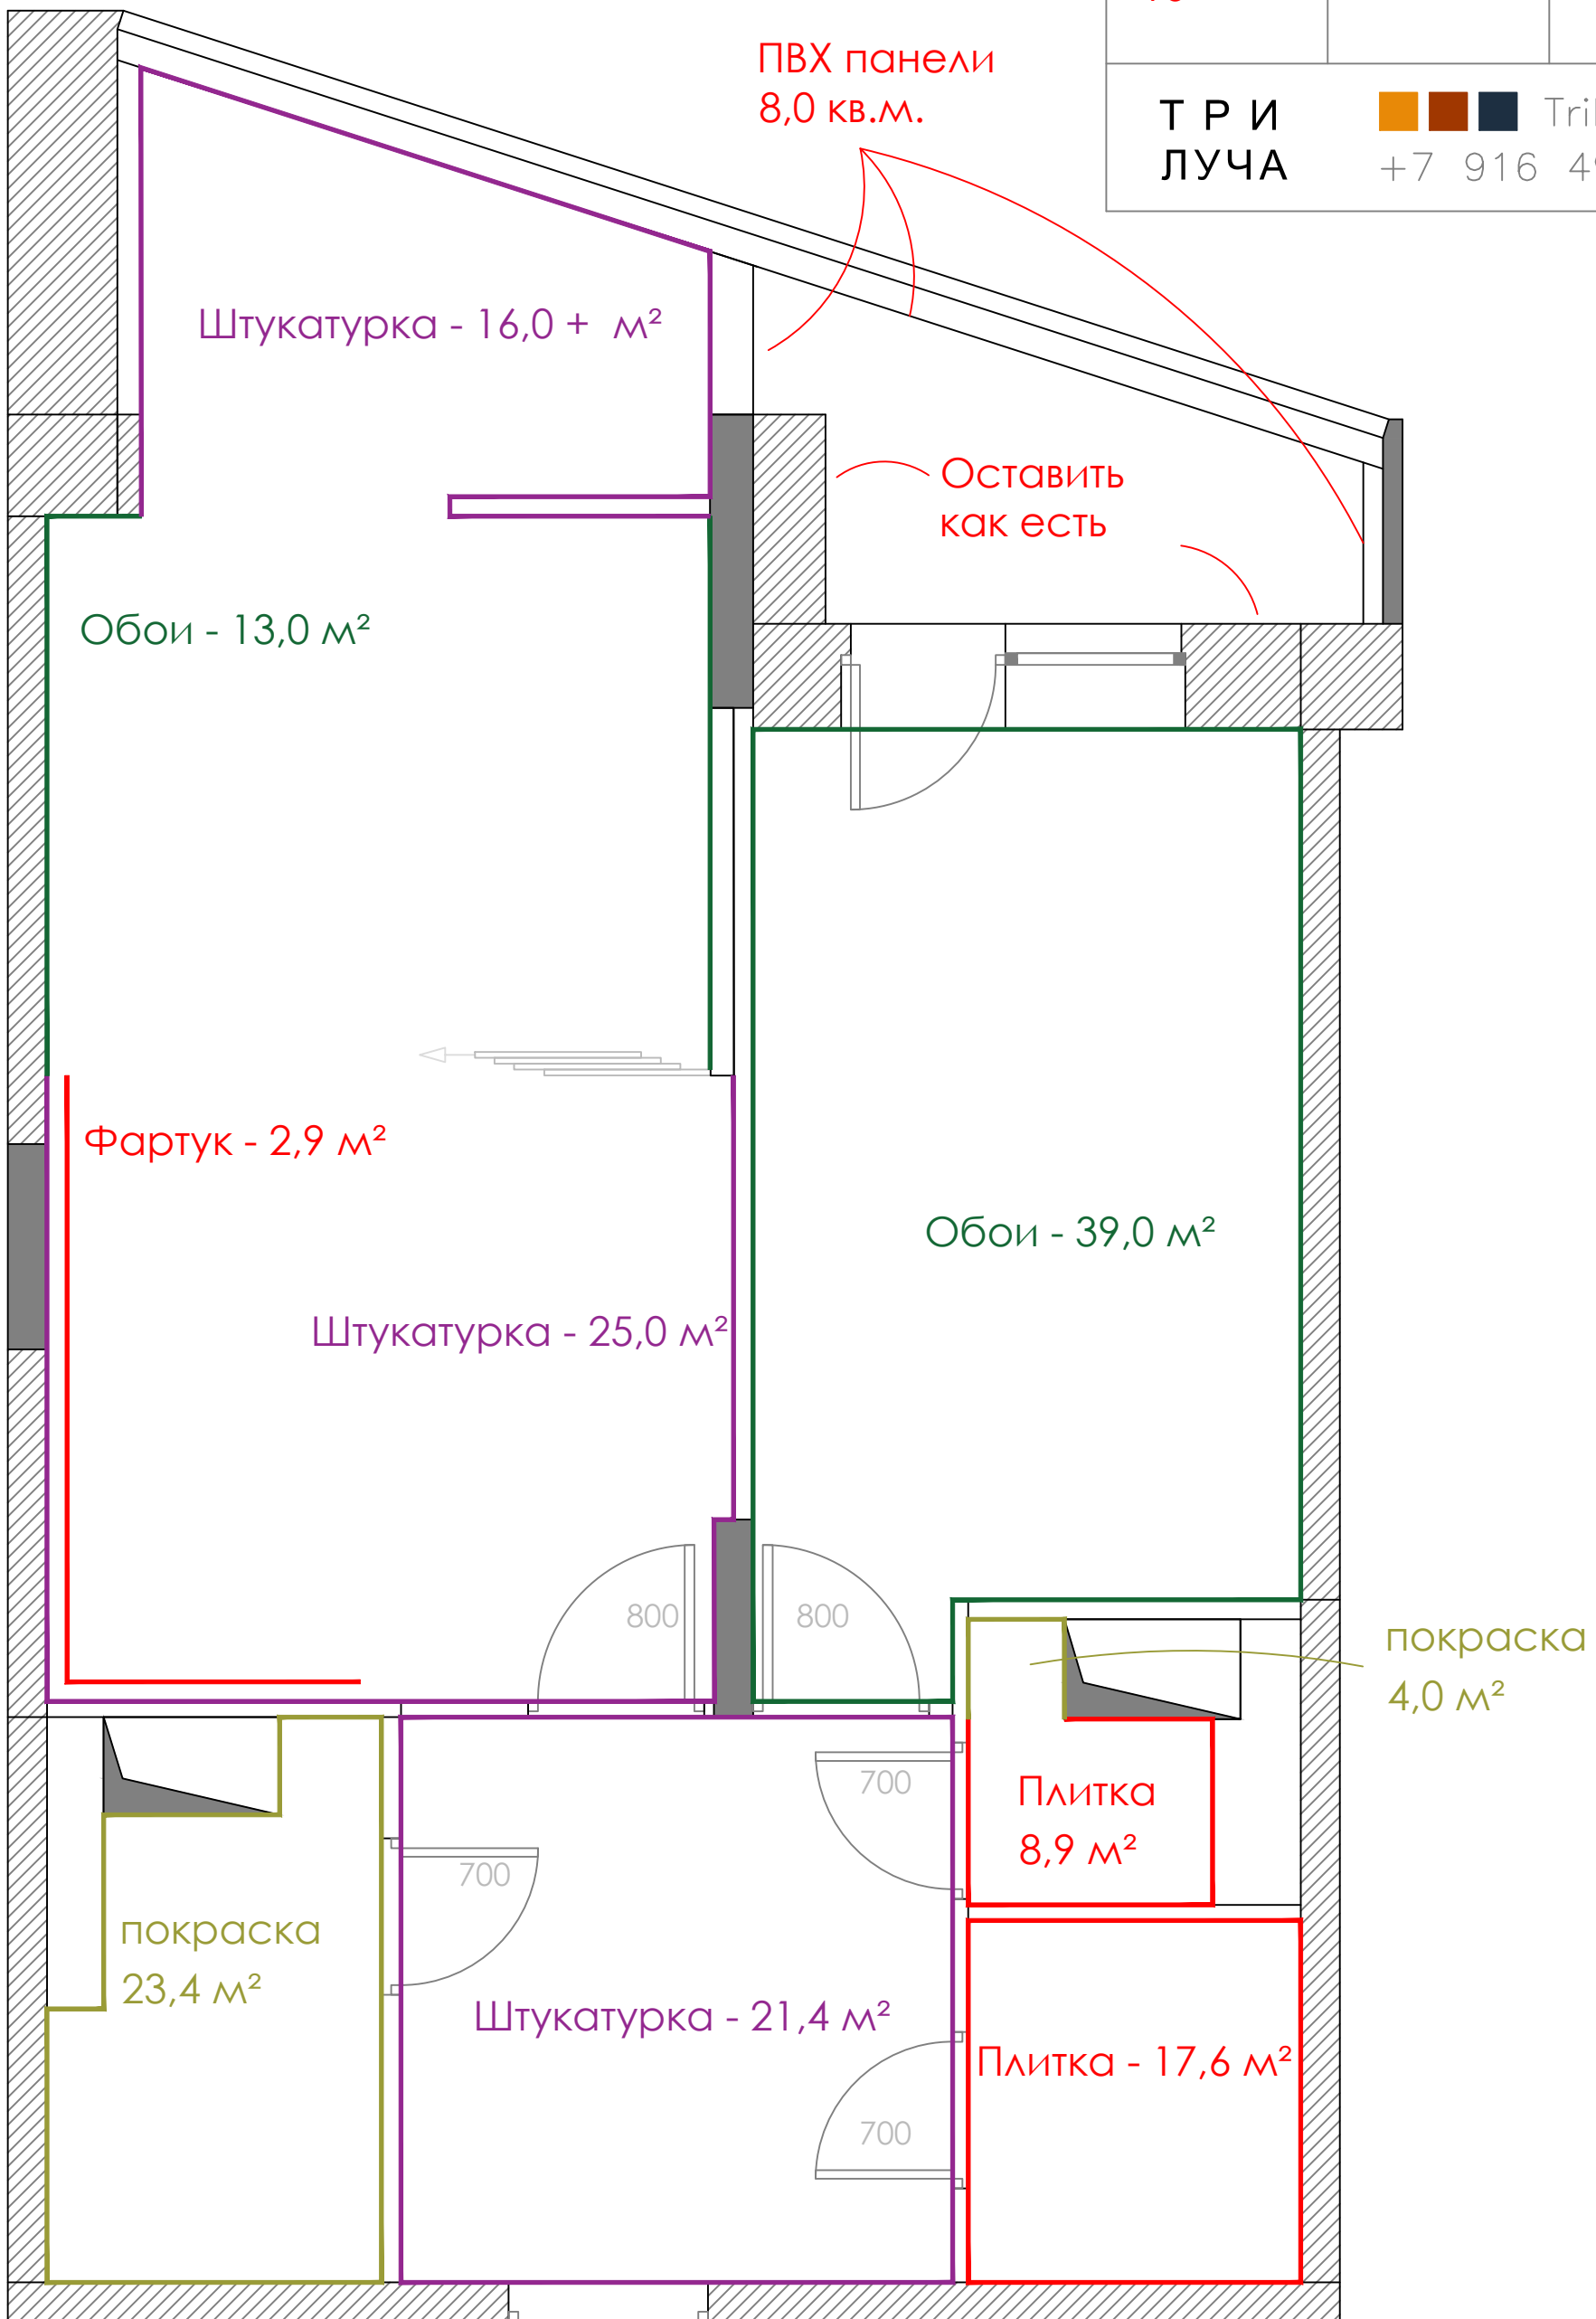 ПВХ панели
8,0 кв.м.
ТРИ
ЛУЧА
+7 916
Штукатурка - 16,0 + м²
Оставить
как есть
Обои - 13,0 м²
Фартук - 2,9 м²
Обои - 39,0 м²
Штукатурка - 25,0 м²
800
800
покраска
4,0 м²
700
Плитка
8,9 м²
700
покраска
23,4 м²
Штукатурка - 21,4 м²
Плитка - 17,6 м²
700